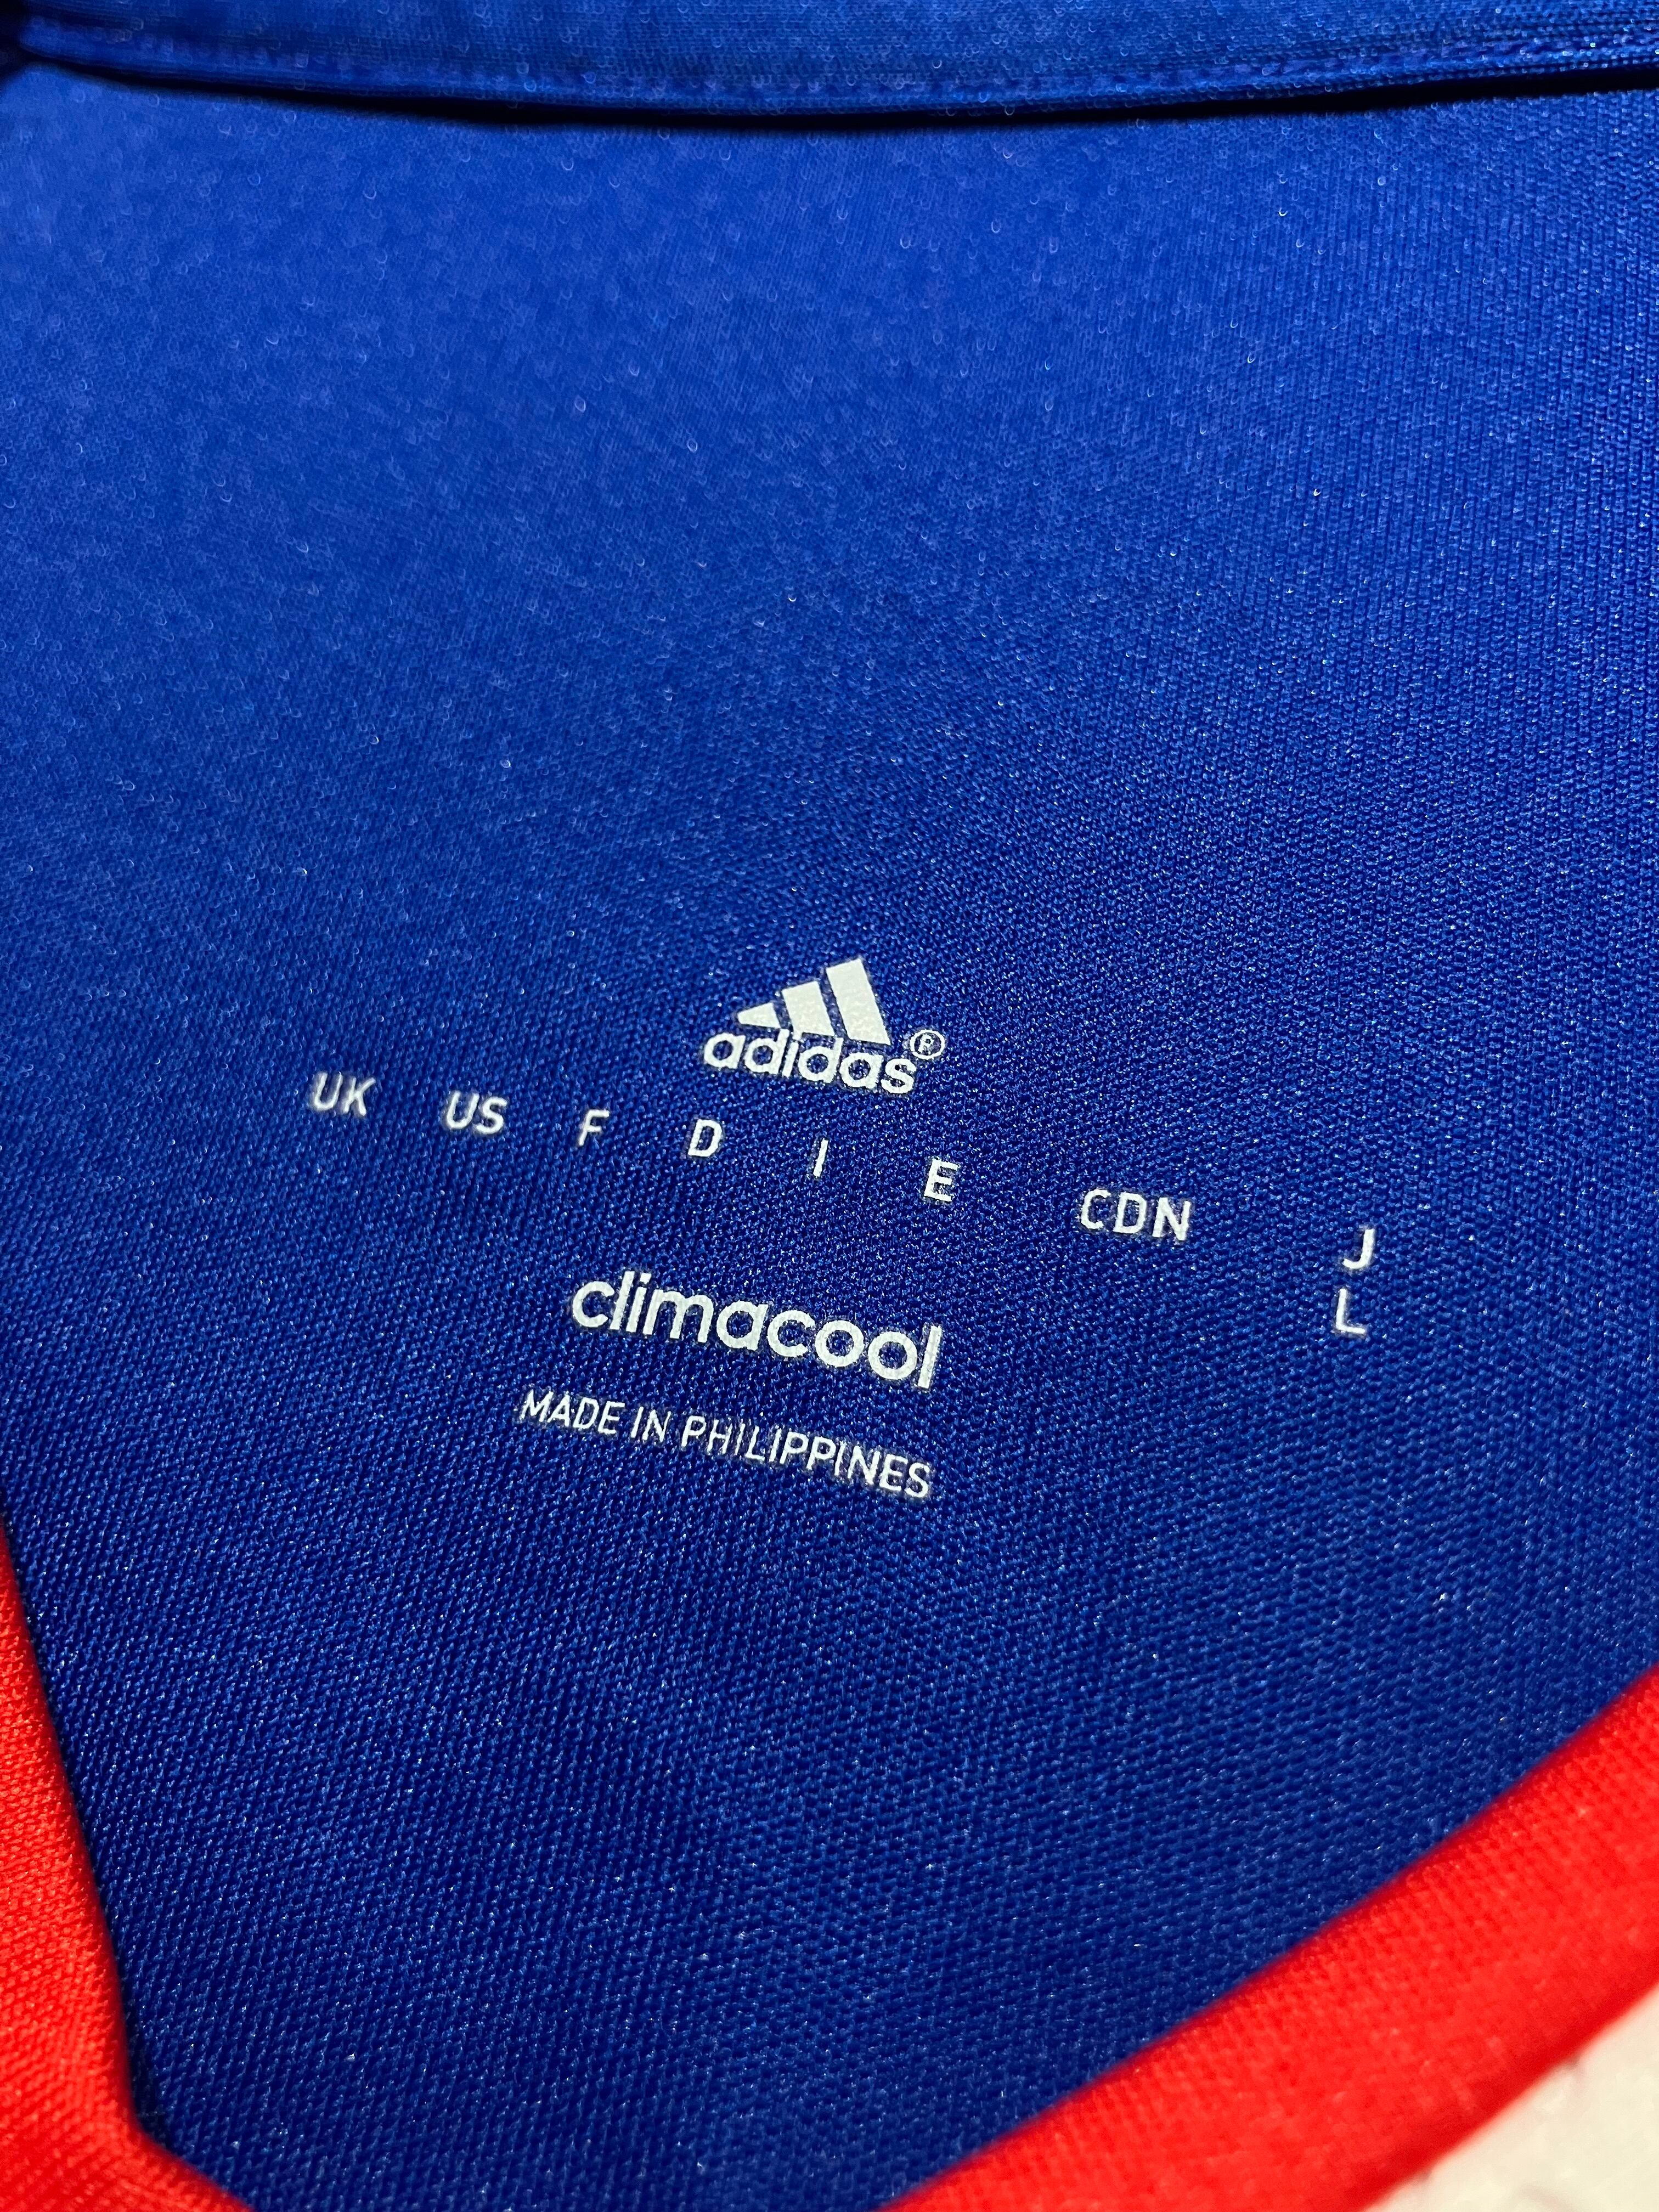 adidas®
UK US F D I E CDN J
L
climacool
MADE IN PHILIPPINES